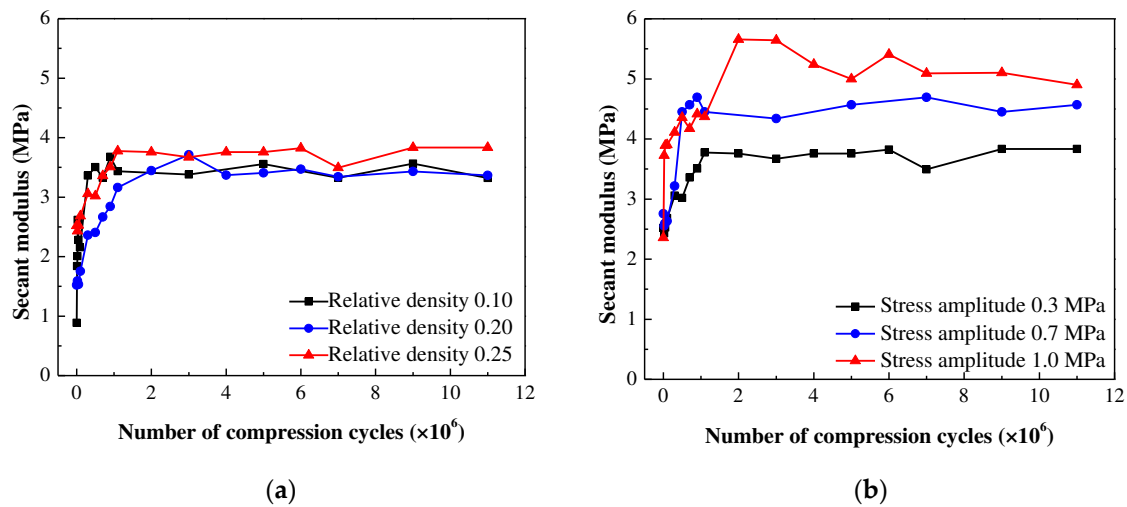 6
5
4
3
2
1
0
Secant modulus (MPa)
Relative density 0.10
Relative density 0.20
Relative density 0.25
0 2 4 6 8 10 12
Number of compression cycles (×10⁶)
(a)
6
5
4
3
2
1
0
Secant modulus (MPa)
Stress amplitude 0.3 MPa
Stress amplitude 0.7 MPa
Stress amplitude 1.0 MPa
0 2 4 6 8 10 12
Number of compression cycles (×10⁶)
(b)